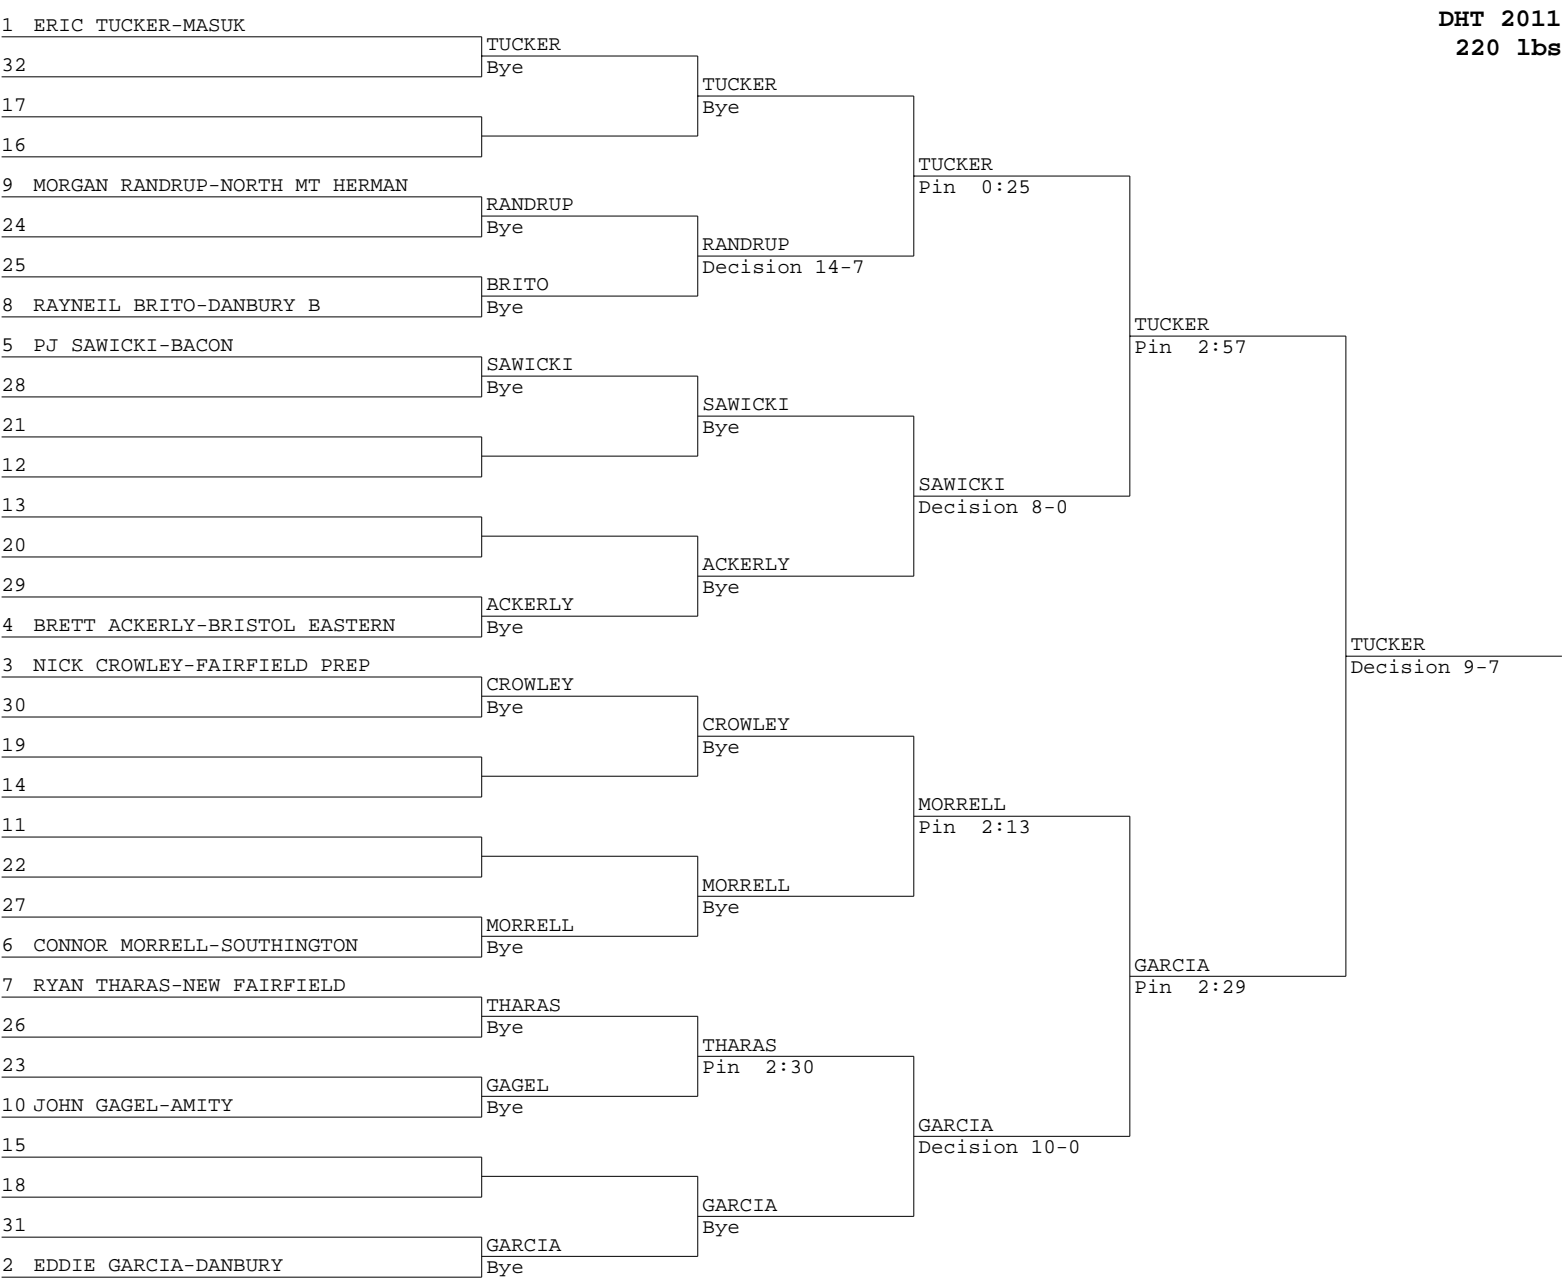 DHT 2011
220 lbs
1 ERIC TUCKER-MASUK
32
17
16
9 MORGAN RANDRUP-NORTH MT HERMAN
24
25
8 RAYNEIL BRITO-DANBURY B
5 PJ SAWICKI-BACON
28
21
12
13
20
29
4 BRETT ACKERLY-BRISTOL EASTERN
3 NICK CROWLEY-FAIRFIELD PREP
30
19
14
11
22
27
6 CONNOR MORRELL-SOUTHINGTON
7 RYAN THARAS-NEW FAIRFIELD
26
23
10 JOHN GAGEL-AMITY
15
18
31
2 EDDIE GARCIA-DANBURY
TUCKER
Bye
RANDRUP
Bye
BRITO
Bye
SAWICKI
Bye
ACKERLY
Bye
CROWLEY
Bye
MORRELL
Bye
THARAS
Bye
GAGEL
Bye
GARCIA
Bye
TUCKER
Bye
RANDRUP
Decision 14-7
SAWICKI
Bye
ACKERLY
Bye
CROWLEY
Bye
MORRELL
Bye
THARAS
Pin 2:30
GARCIA
Bye
TUCKER
Pin 0:25
SAWICKI
Decision 8-0
MORRELL
Pin 2:13
GARCIA
Decision 10-0
TUCKER
Pin 2:57
GARCIA
Pin 2:29
TUCKER
Decision 9-7